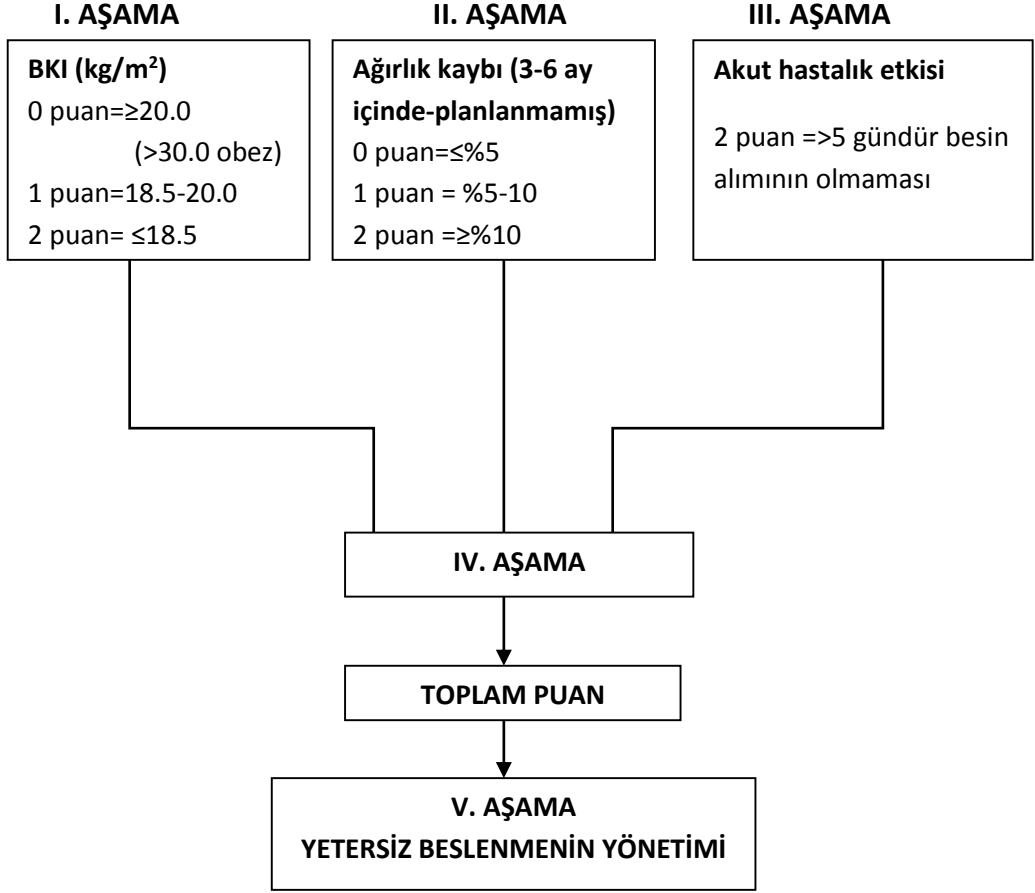 I. AŞAMA
BKI (kg/m²)
0 puan=≥20.0
(>30.0 obez)
1 puan=18.5-20.0
2 puan= ≤18.5
II. AŞAMA
Ağırlık kaybı (3-6 ay
içinde-planlanmamış)
0 puan=≤%5
1 puan = %5-10
2 puan =≥%10
III. AŞAMA
Akut hastalık etkisi
2 puan =>5 gündür besin
alımının olmaması
IV. AŞAMA
TOPLAM PUAN
V. AŞAMA
YETERSİZ BESLENMENİN YÖNETİMİ